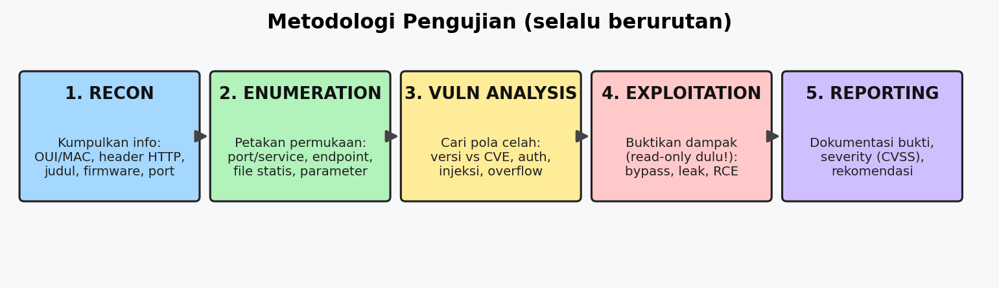 Metodologi Pengujian (selalu berurutan)
1. RECON
Kumpulkan info:
OUI/MAC, header HTTP,
judul, firmware, port
2. ENUMERATION
Petakan permukaan:
port/service, endpoint,
file statis, parameter
3. VULN ANALYSIS
Cari pola celah:
versi vs CVE, auth,
injeksi, overflow
4. EXPLOITATION
Buktikan dampak
(read-only dulu!):
bypass, leak, RCE
5. REPORTING
Dokumentasi bukti,
severity (CVSS),
rekomendasi